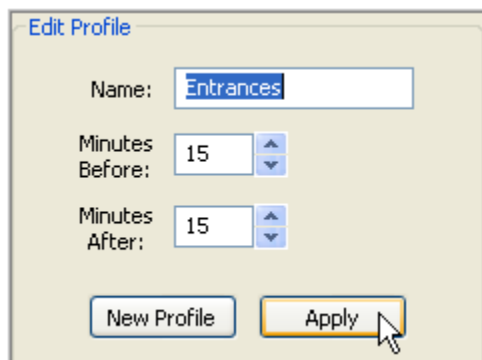 Edit Profile
Name: Entrances
Minutes
Before: 15
Minutes
After: 15
New Profile Apply